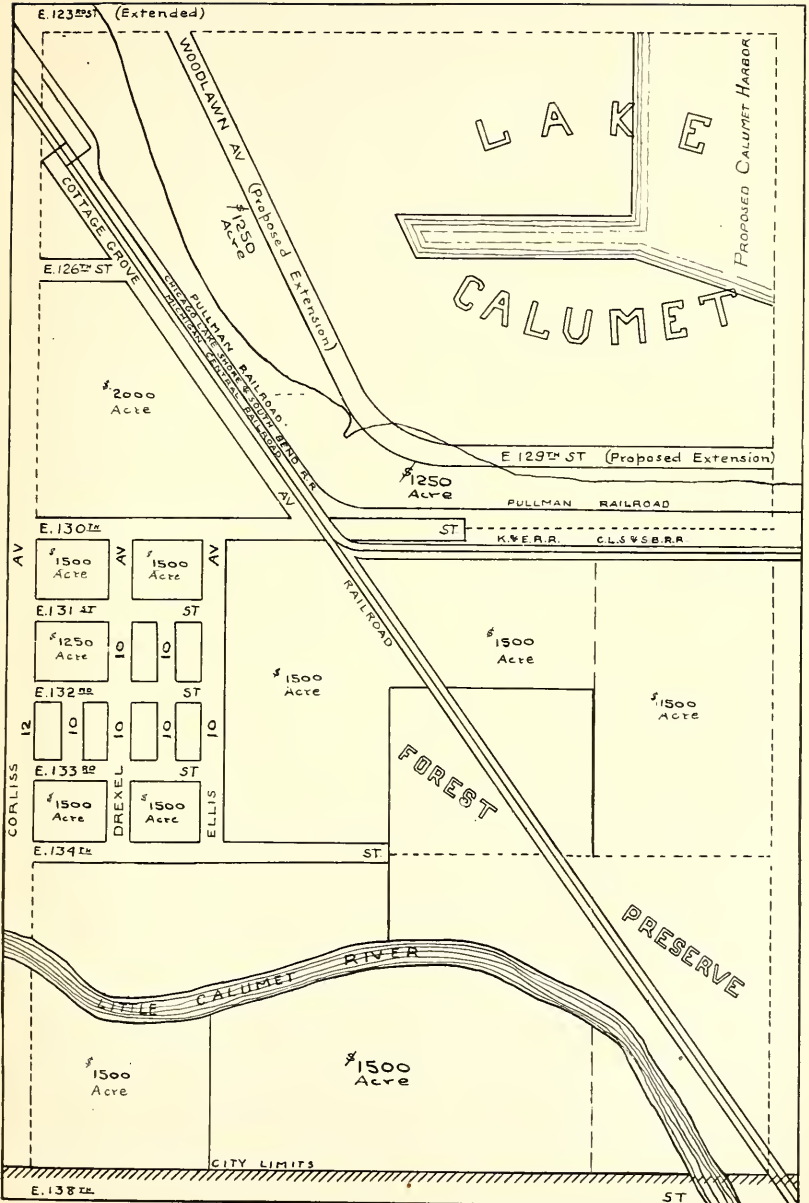 E. 123RD ST (Extended)
WOODLAWN AV (Proposed Extension)
LAKE
CALUMET
PROPOSED CALUMET HARBOR
$1250
Acre
COTTAGE GROVE
AV
E. 126TH ST
PULLMAN RAILROAD
CHICAGO LAKE SHORE & SOUTH BEND R.R.
MICHIGAN CENTRAL RAILROAD
$2000
Acre
E 129TH ST (Proposed Extension)
$1250
Acre
PULLMAN RAILROAD
E. 130TH
ST.
K.&E.R.R. C.L.S&S.B.R.R.
AV
AV
AV
$1500
Acre
$1500
Acre
RAILROAD
E. 131 ST
ST
$1250
Acre
10
10
$1500
Acre
$1500
Acre
$1500
Acre
E. 132ND
ST
12
10
10
10
10
FOREST
E. 133RD
ST
CORLISS
DREXEL
ELLIS
$1500
Acre
$1500
Acre
E. 134TH
ST.
PRESERVE
LITTLE CALUMET RIVER
$1500
Acre
$1500
Acre
CITY LIMITS
E. 138TH
ST